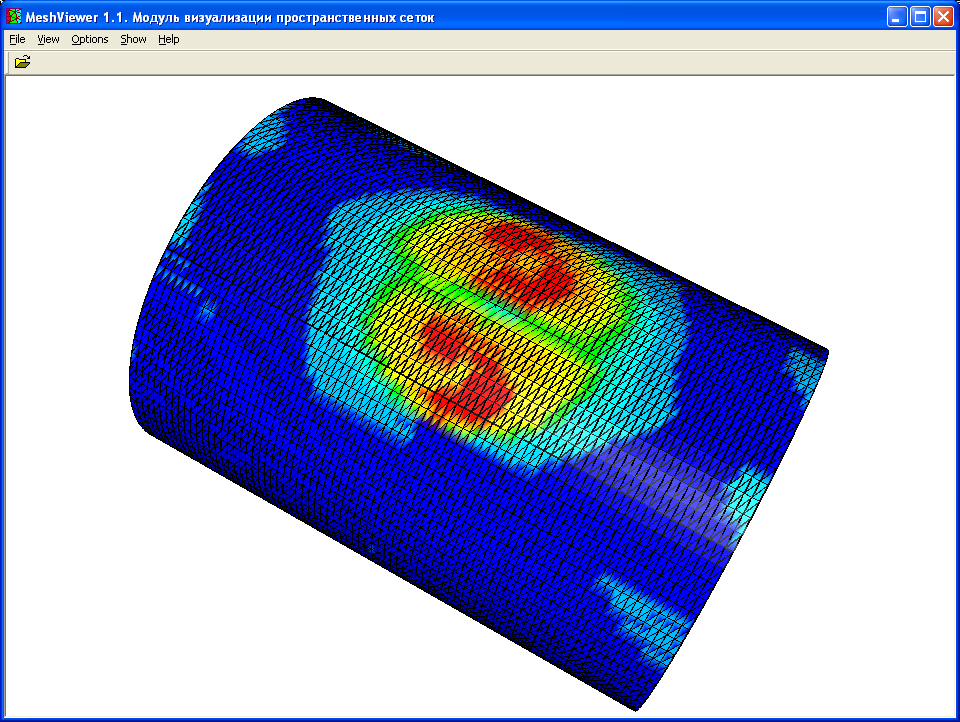 MeshViewer 1.1. Модуль визуализации пространственных сеток
File View Options Show Help